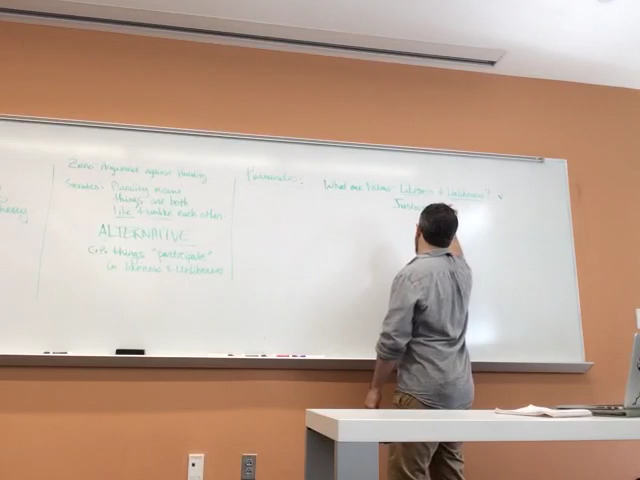 Zeno: Argument against Plurality
Socrates: Plurality means
things are both
like + unlike each other
ALTERNATIVE
things "participate"
in likeness + Unlikeness
Parmenides:
What are Forms? Likeness + Unlikeness?